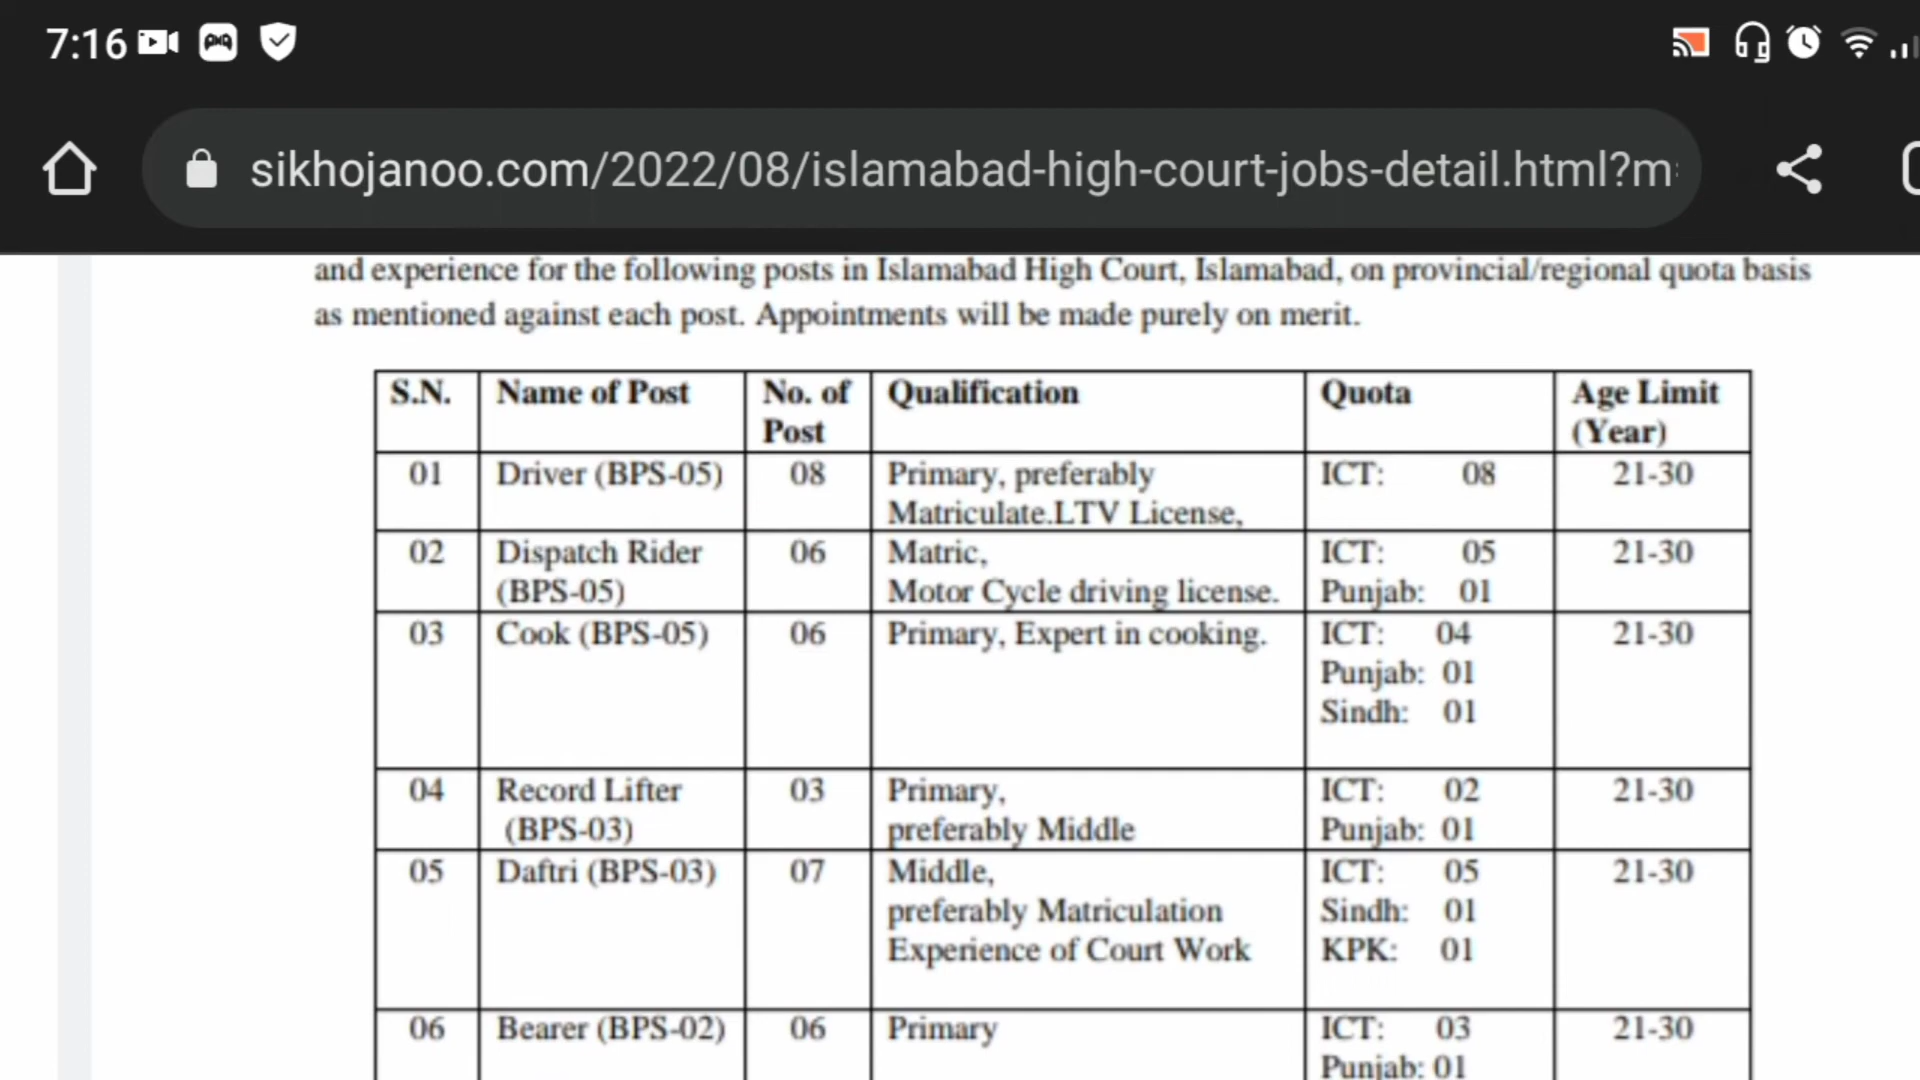 7:16
sikhojanoo.com/2022/08/islamabad-high-court-jobs-detail.html?m
and experience for the following posts in Islamabad High Court, Islamabad, on provincial/regional quota basis
as mentioned against each post. Appointments will be made purely on merit.
S.N. Name of Post No. of Post Qualification Quota Age Limit (Year)
01 Driver (BPS-05) 08 Primary, preferably ICT: 08 21-30
Matriculate.LTV License,
02 Dispatch Rider 06 Matric, ICT: 05 21-30
(BPS-05) Motor Cycle driving license. Punjab: 01
03 Cook (BPS-05) 06 Primary, Expert in cooking. ICT: 04 21-30
Punjab: 01
Sindh: 01
04 Record Lifter 03 Primary, ICT: 02 21-30
(BPS-03) preferably Middle Punjab: 01
05 Daftri (BPS-03) 07 Middle, ICT: 05 21-30
preferably Matriculation Sindh: 01
Experience of Court Work KPK: 01
06 Bearer (BPS-02) 06 Primary ICT: 03 21-30
Punjab: 01